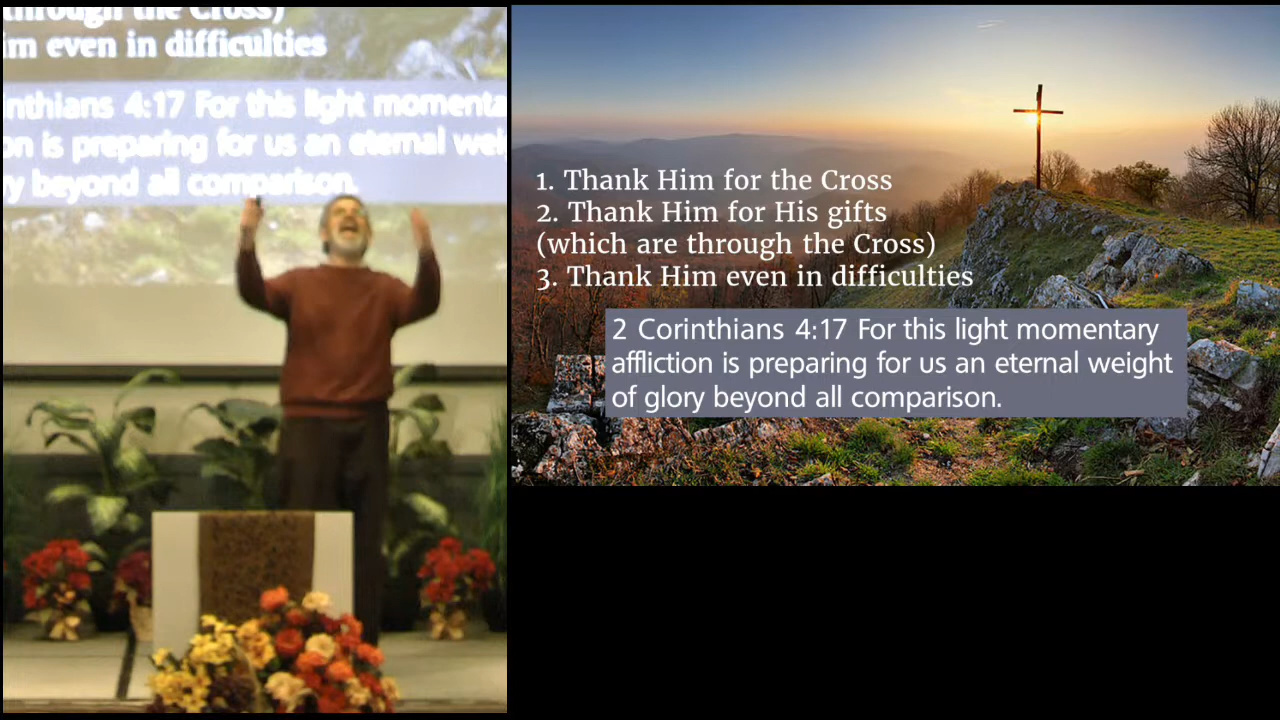 through the Cross)
im even in difficulties
inthians 4:17 For this light momenta
on is preparing for us an eternal wei
ry beyond all comparison.
1. Thank Him for the Cross
2. Thank Him for His gifts
(which are through the Cross)
3. Thank Him even in difficulties
2 Corinthians 4:17 For this light momentary
affliction is preparing for us an eternal weight
of glory beyond all comparison.